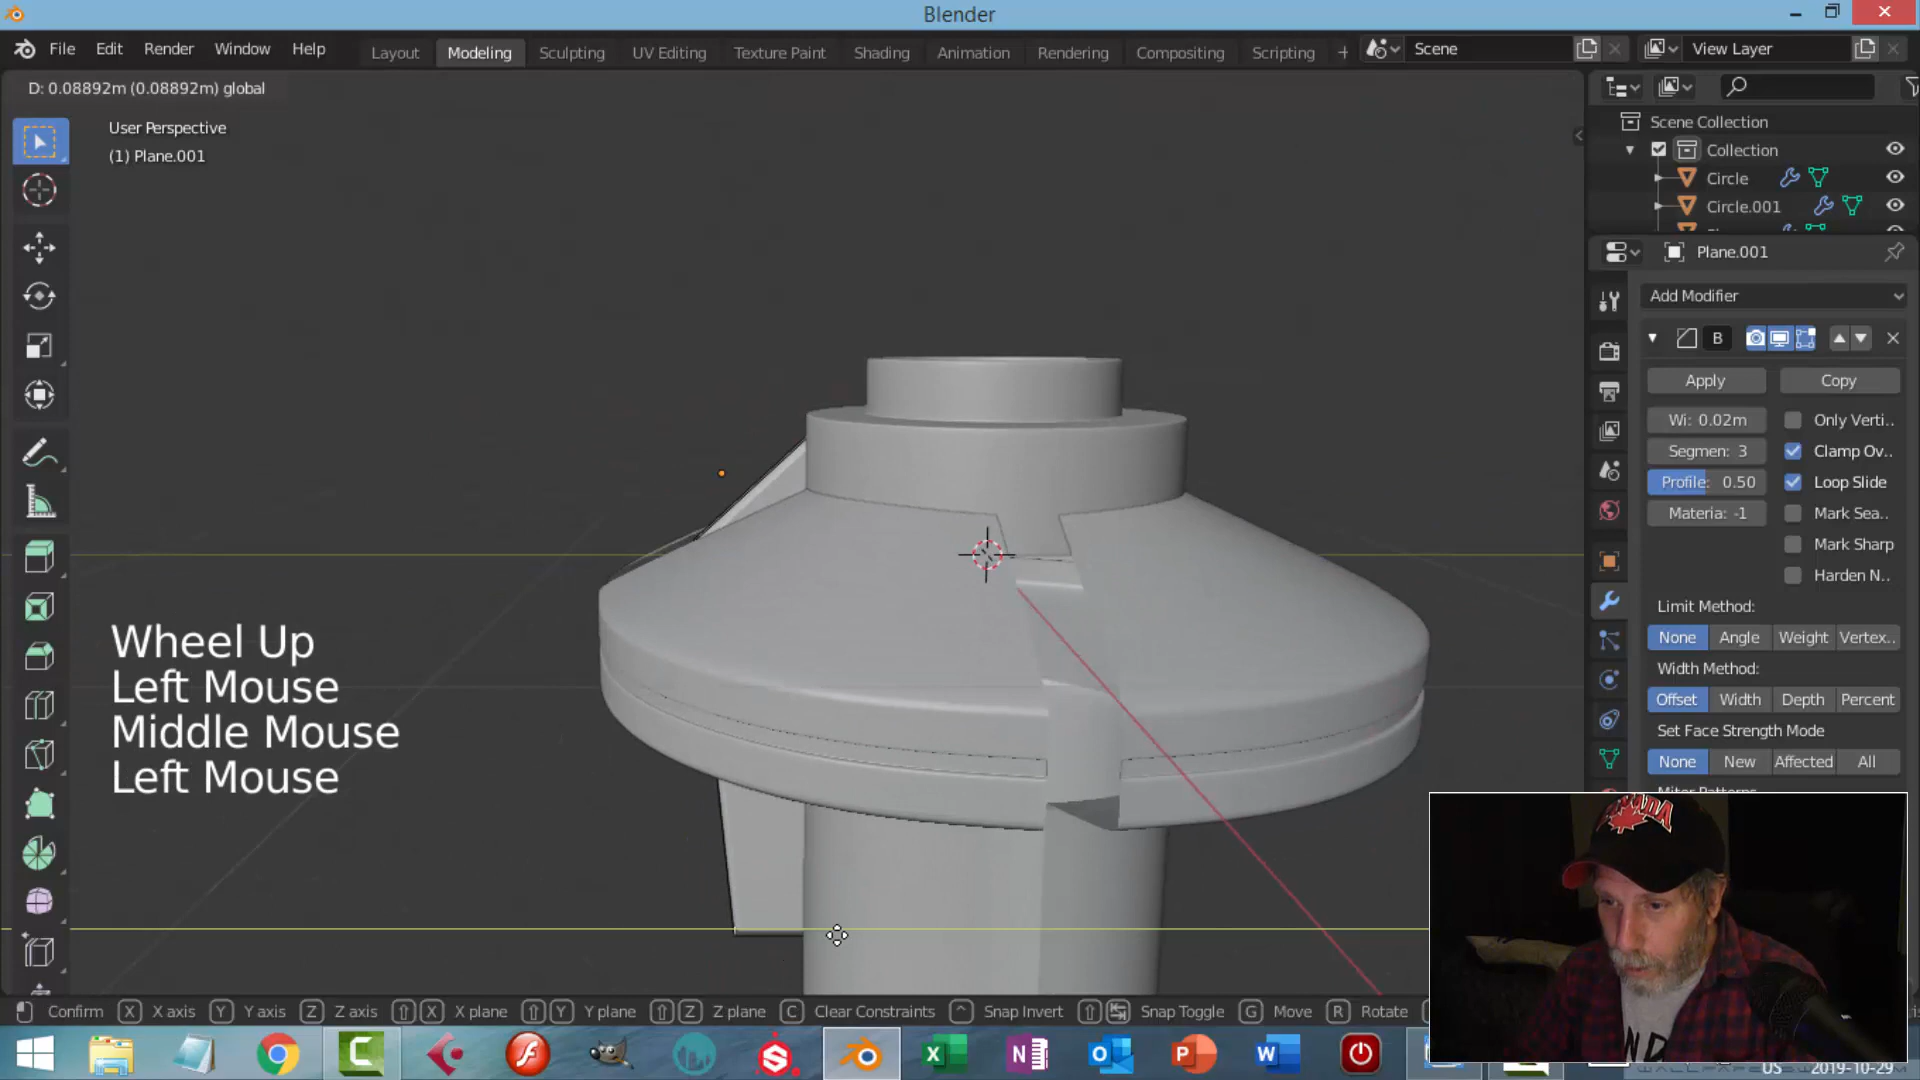 Blender
File Edit Render Window Help Layout Modeling Sculpting UV Editing Texture Paint Shading Animation Rendering Compositing Scripting + Scene View Layer
D: 0.08892m (0.08892m) global
User Perspective
(1) Plane.001
Scene Collection
Collection
Circle
Circle.001
Plane.001
Add Modifier
B
Apply Copy
Wi: 0.02m Only Verti..
Segmen: 3 Clamp Ov..
Profile: 0.50 Loop Slide
Materia: -1 Mark Sea..
Mark Sharp
Harden N..
Limit Method:
None Angle Weight Vertex..
Width Method:
Offset Width Depth Percent
Set Face Strength Mode
None New Affected All
Wheel Up
Left Mouse
Middle Mouse
Left Mouse
CANADA
Confirm X X axis Y Y axis Z Z axis X X plane Y Y plane Z Z plane C Clear Constraints ^ Snap Invert Snap Toggle G Move R Rotate
US 2019-10-29